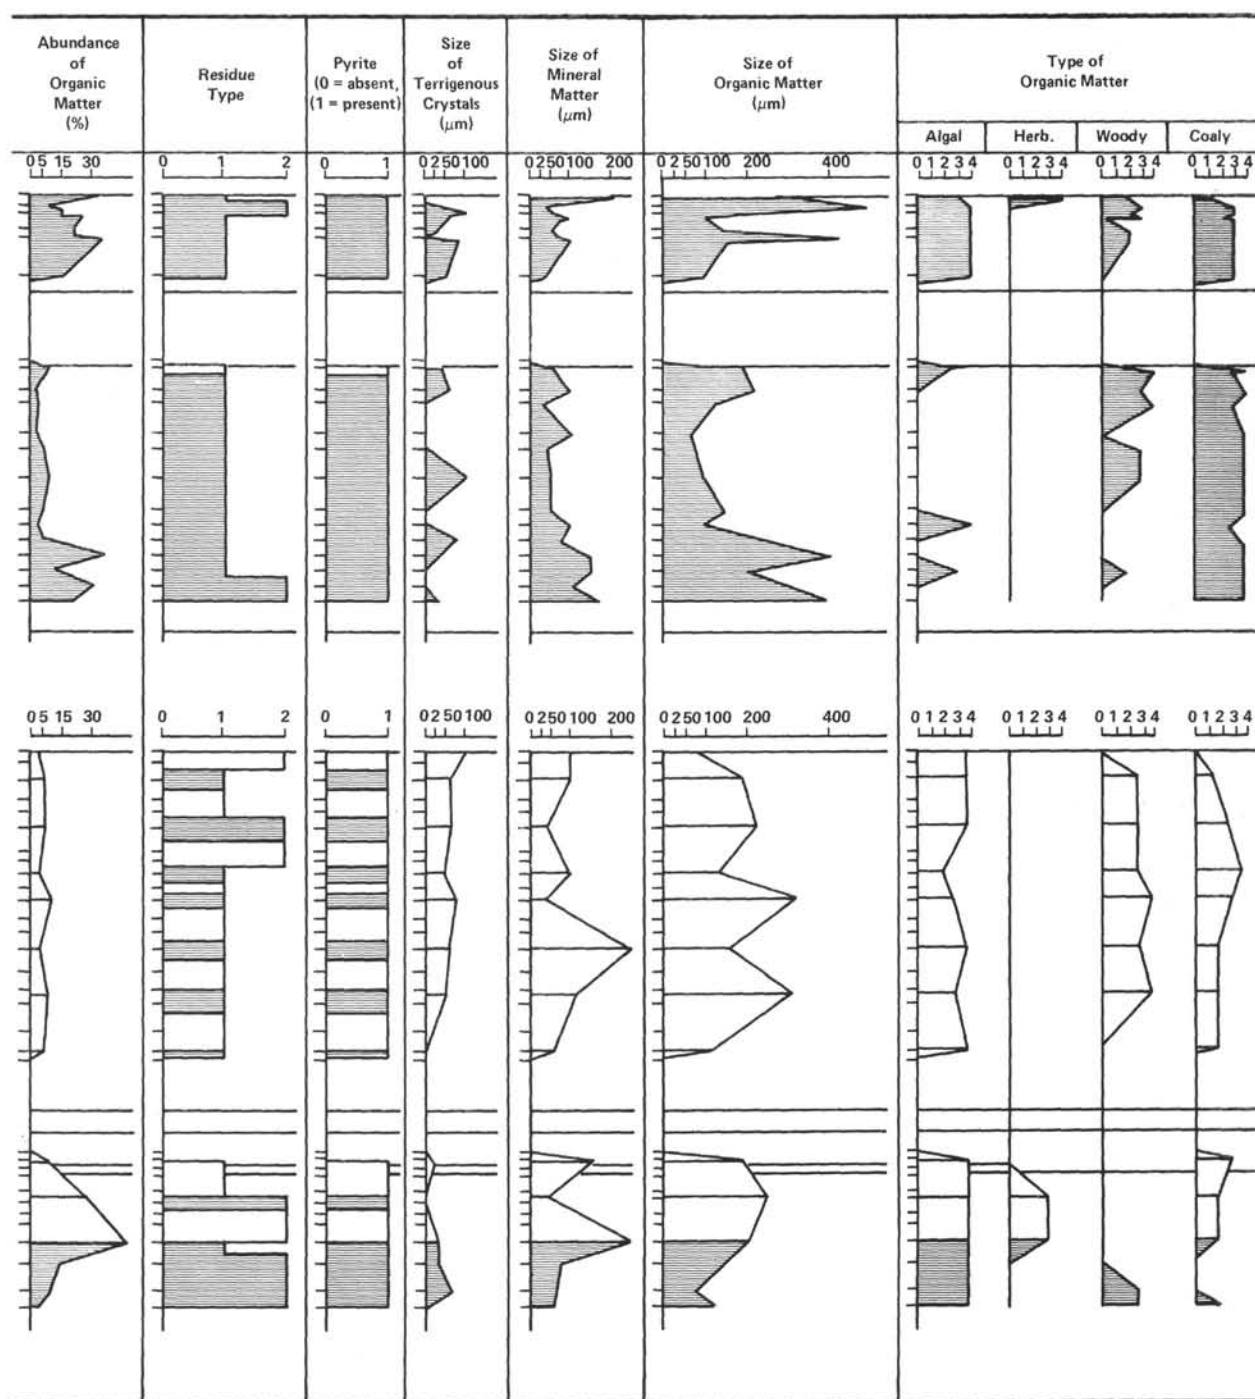 Abundance
of
Organic
Matter
(%)
Residue
Type
Pyrite
(0 = absent,
(1 = present)
Size
of
Terrigenous
Crystals
(μm)
Size of
Mineral
Matter
(μm)
Size of
Organic Matter
(μm)
Type of
Organic Matter
Algal Herb. Woody Coaly
0 5 15 30 0 1 2 0 1 0 2 50 100 0 2 50 100 200 0 2 50 100 200 400 0 1 2 3 4 0 1 2 3 4 0 1 2 3 4 0 1 2 3 4
0 5 15 30 0 1 2 0 1 0 2 50 100 0 2 50 100 200 0 2 50 100 200 400 0 1 2 3 4 0 1 2 3 4 0 1 2 3 4 0 1 2 3 4